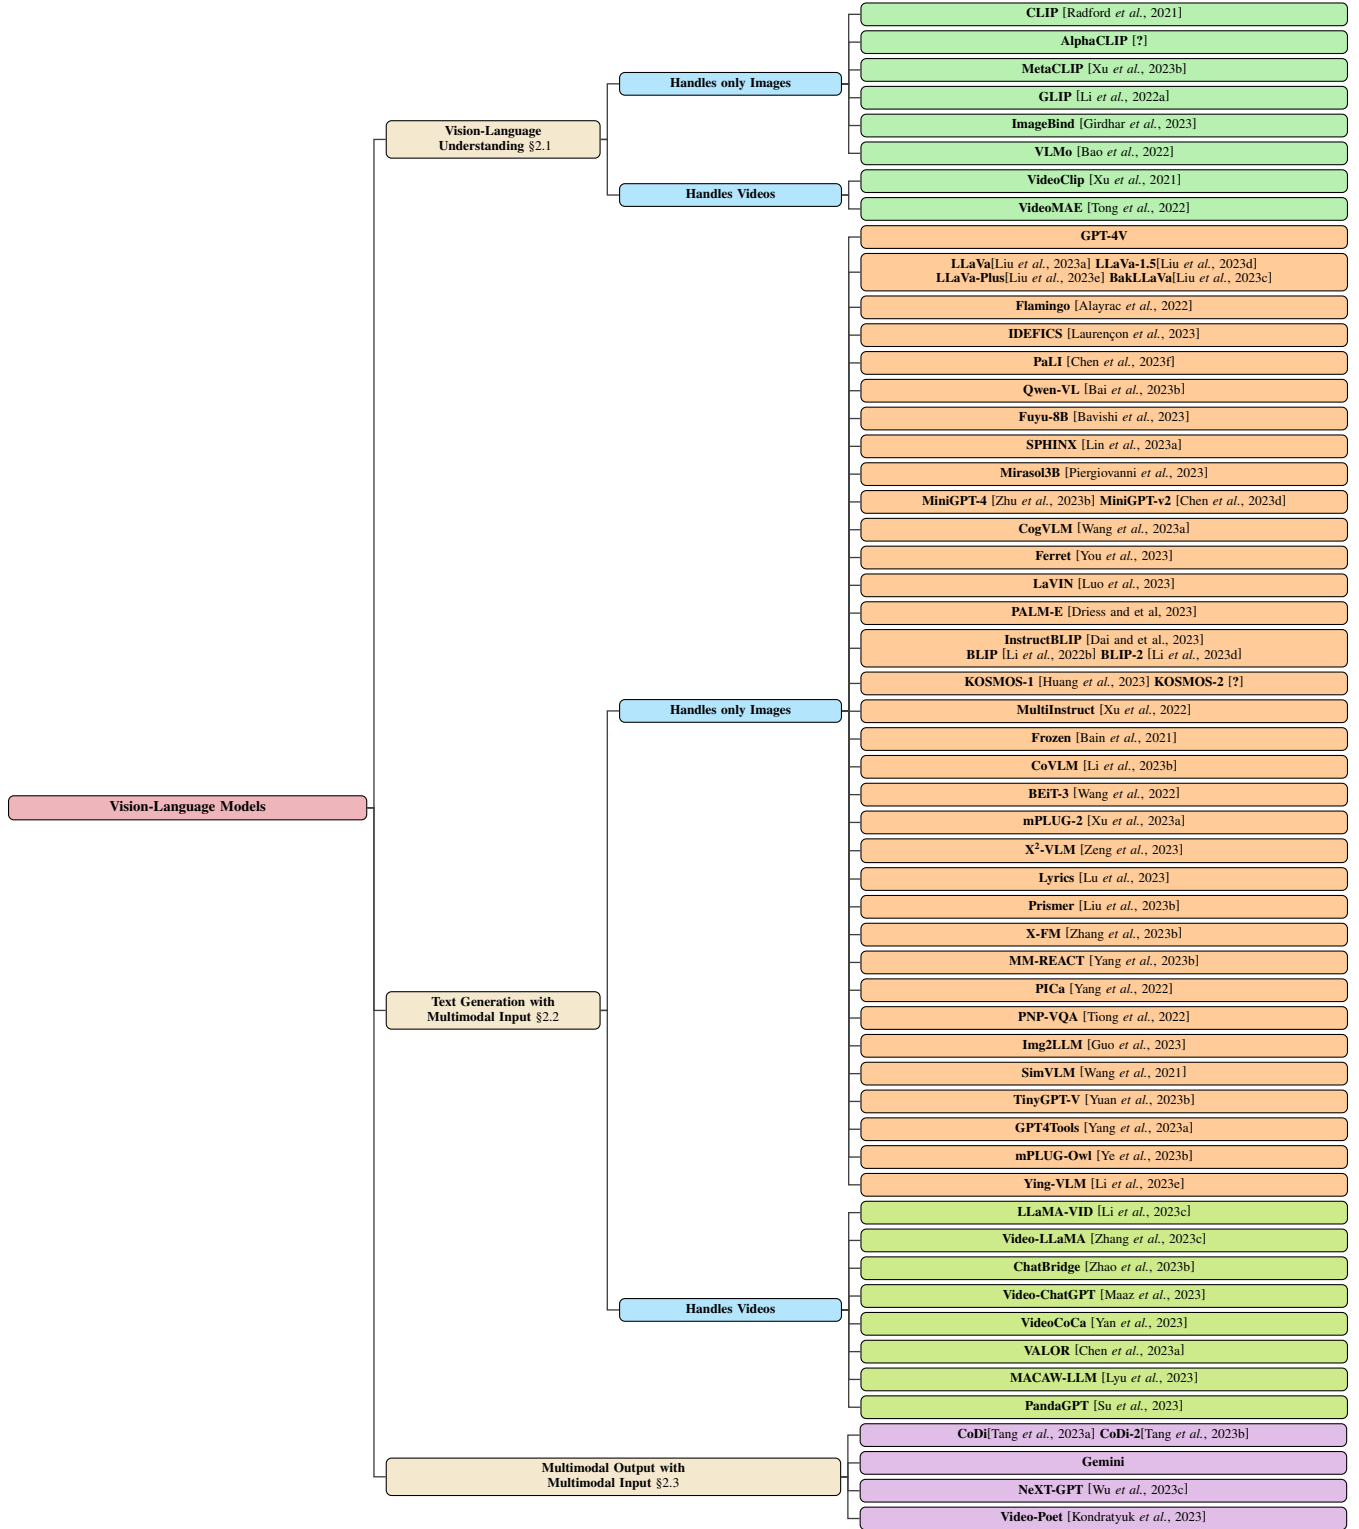 CLIP [Radford et al., 2021]
AlphaCLIP [?]
MetaCLIP [Xu et al., 2023b]
Handles only Images
GLIP [Li et al., 2022a]
ImageBind [Girdhar et al., 2023]
Vision-Language
Understanding §2.1
VLMo [Bao et al., 2022]
VideoClip [Xu et al., 2021]
Handles Videos
VideoMAE [Tong et al., 2022]
GPT-4V
LLaVa[Liu et al., 2023a] LLaVa-1.5[Liu et al., 2023d]
LLaVa-Plus[Liu et al., 2023e] BakLLaVa[Liu et al., 2023c]
Flamingo [Alayrac et al., 2022]
IDEFICS [Laurençon et al., 2023]
PaLI [Chen et al., 2023f]
Qwen-VL [Bai et al., 2023b]
Fuyu-8B [Bavishi et al., 2023]
SPHINX [Lin et al., 2023a]
Mirasol3B [Piergiovanni et al., 2023]
MiniGPT-4 [Zhu et al., 2023b] MiniGPT-v2 [Chen et al., 2023d]
CogVLM [Wang et al., 2023a]
Ferret [You et al., 2023]
LaVIN [Luo et al., 2023]
PALM-E [Driess and et al, 2023]
InstructBLIP [Dai and et al., 2023]
BLIP [Li et al., 2022b] BLIP-2 [Li et al., 2023d]
KOSMOS-1 [Huang et al., 2023] KOSMOS-2 [?]
Handles only Images
MultiInstruct [Xu et al., 2022]
Frozen [Bain et al., 2021]
CoVLM [Li et al., 2023b]
BEiT-3 [Wang et al., 2022]
Vision-Language Models
mPLUG-2 [Xu et al., 2023a]
X²-VLM [Zeng et al., 2023]
Lyrics [Lu et al., 2023]
Prismer [Liu et al., 2023b]
X-FM [Zhang et al., 2023b]
MM-REACT [Yang et al., 2023b]
PICa [Yang et al., 2022]
Text Generation with
Multimodal Input §2.2
PNP-VQA [Tiong et al., 2022]
Img2LLM [Guo et al., 2023]
SimVLM [Wang et al., 2021]
TinyGPT-V [Yuan et al., 2023b]
GPT4Tools [Yang et al., 2023a]
mPLUG-Owl [Ye et al., 2023b]
Ying-VLM [Li et al., 2023e]
LLaMA-VID [Li et al., 2023c]
Video-LLaMA [Zhang et al., 2023c]
ChatBridge [Zhao et al., 2023b]
Video-ChatGPT [Maaz et al., 2023]
Handles Videos
VideoCoCa [Yan et al., 2023]
VALOR [Chen et al., 2023a]
MACAW-LLM [Lyu et al., 2023]
PandaGPT [Su et al., 2023]
CoDi[Tang et al., 2023a] CoDi-2[Tang et al., 2023b]
Gemini
Multimodal Output with
Multimodal Input §2.3
NeXT-GPT [Wu et al., 2023c]
Video-Poet [Kondratyuk et al., 2023]